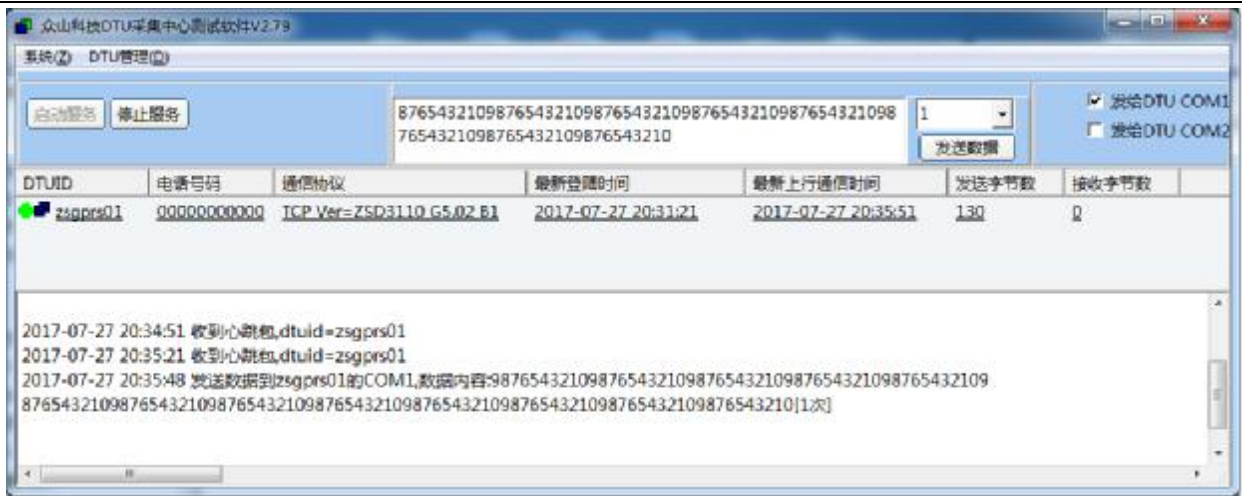 众山科技DTU采集中心测试软件V2.79
系统(Z) DTU管理(D)
启动服务 停止服务
876543210987654321098765432109876543210987654321098
7654321098765432109876543210
1
发送数据
发给DTU COM1
发给DTU COM2
DTUID 电话号码 通信协议 最新登陆时间 最新上行通信时间 发送字节数 接收字节数
zsgprs01 00000000000 TCP Ver=ZSD3110 G5.02 B1 2017-07-27 20:31:21 2017-07-27 20:35:51 130 0
2017-07-27 20:34:51 收到心跳包,dtuid=zsgprs01
2017-07-27 20:35:21 收到心跳包,dtuid=zsgprs01
2017-07-27 20:35:48 发送数据到zsgprs01的COM1,数据内容:987654321098765432109876543210987654321098765432109
8765432109876543210987654321098765432109876543210987654321098765432109876543210[1次]